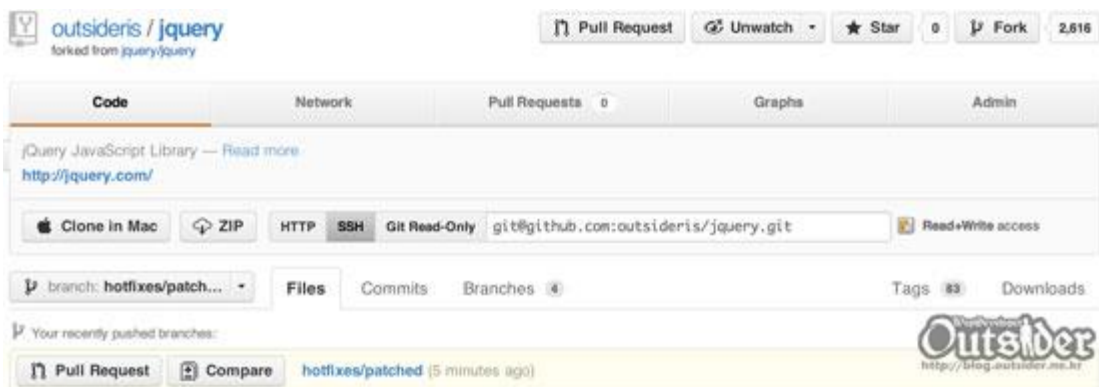 outsideris / jquery
forked from jquery/jquery
Pull Request Unwatch Star 0 Fork 2,616
Code Network Pull Requests 0 Graphs Admin
jQuery JavaScript Library — Read more
http://jquery.com/
Clone in Mac ZIP HTTP SSH Git Read-Only git@github.com:outsideris/jquery.git Read+Write access
branch: hotfixes/patch... Files Commits Branches 4 Tags 83 Downloads
Your recently pushed branches:
Pull Request Compare hotfixes/patched (5 minutes ago)
Outsider
http://blog.outsider.ne.kr